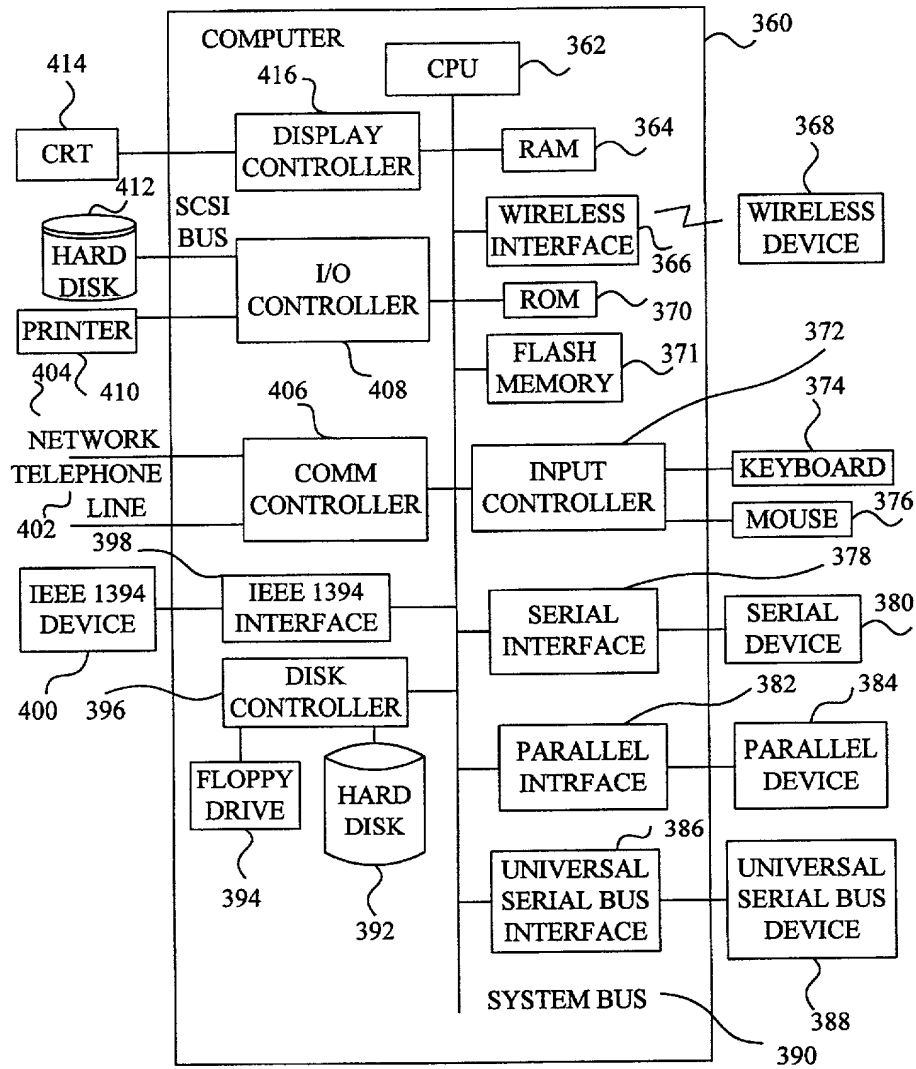 COMPUTER
360
414
416
CPU
362
CRT
DISPLAY
CONTROLLER
RAM
364
368
412
SCSI
BUS
WIRELESS
INTERFACE
366
WIRELESS
DEVICE
HARD
DISK
I/O
CONTROLLER
ROM
370
PRINTER
410
408
FLASH
MEMORY
371
372
404
406
374
NETWORK
TELEPHONE
LINE
402
COMM
CONTROLLER
INPUT
CONTROLLER
KEYBOARD
MOUSE
376
398
378
IEEE 1394
DEVICE
IEEE 1394
INTERFACE
SERIAL
INTERFACE
SERIAL
DEVICE
380
400
396
DISK
CONTROLLER
382
384
FLOPPY
DRIVE
HARD
DISK
PARALLEL
INTRFACE
PARALLEL
DEVICE
394
392
386
UNIVERSAL
SERIAL BUS
INTERFACE
UNIVERSAL
SERIAL BUS
DEVICE
388
SYSTEM BUS
390